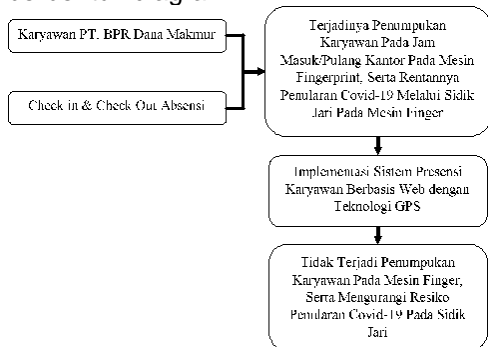 Karyawan PT. BPR Dana Makmur
Check in & Check Out Absensi
Terjadinya Penumpukan
Karyawan Pada Jam
Masuk/Pulang Kantor Pada Mesin
Fingerprint, Serta Rentannya
Penularan Covid-19 Melalui Sidik
Jari Pada Mesin Finger
Implementasi Sistem Presensi
Karyawan Berbasis Web dengan
Teknologi GPS
Tidak Terjadi Penumpukan
Karyawan Pada Mesin Finger,
Serta Mengurangi Resiko
Penularan Covid-19 Pada Sidik
Jari